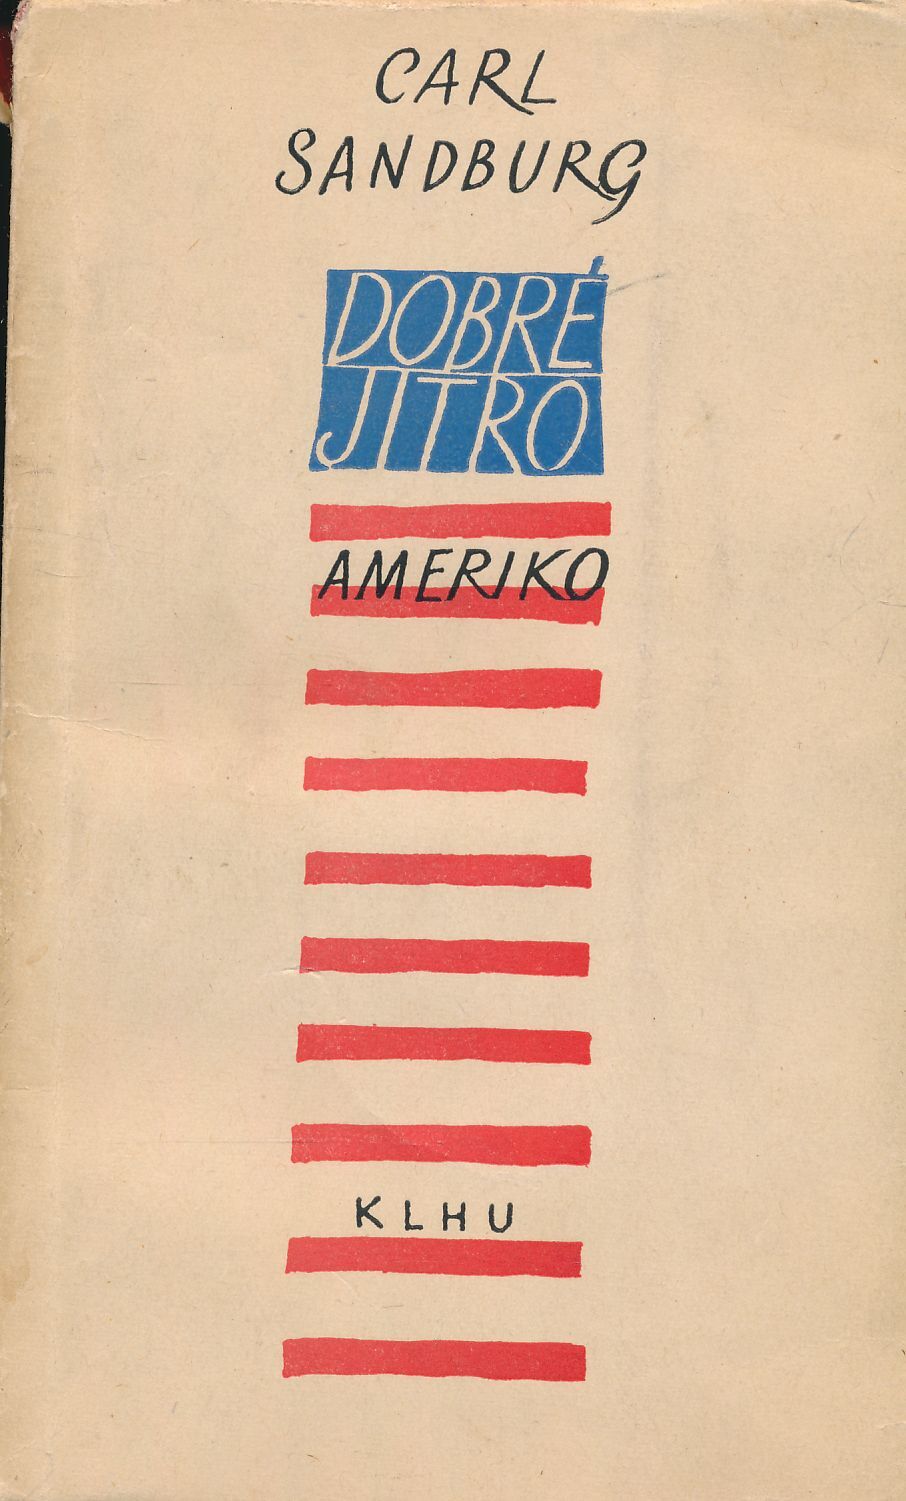 CARL
SANDBURG
DOBRÉ
JITRO
AMERIKO
KLHU